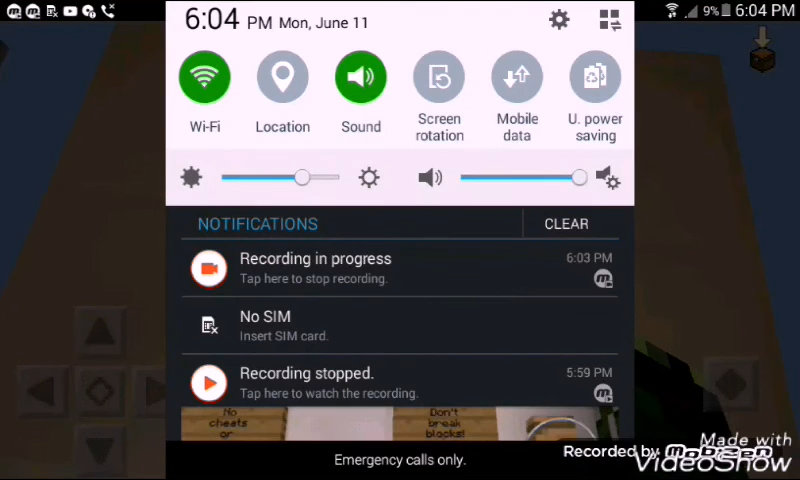 9% 6:04 PM
6:04 PM Mon, June 11
Wi-Fi
Location
Sound
Screen
rotation
Mobile
data
U. power
saving
NOTIFICATIONS
CLEAR
Recording in progress
6:03 PM
Tap here to stop recording.
No SIM
Insert SIM card.
Recording stopped.
5:59 PM
Tap here to watch the recording.
No
cheats
or
Don't
break
blocks!
Emergency calls only.
Recorded by Mobizen
Made with
VideoShow